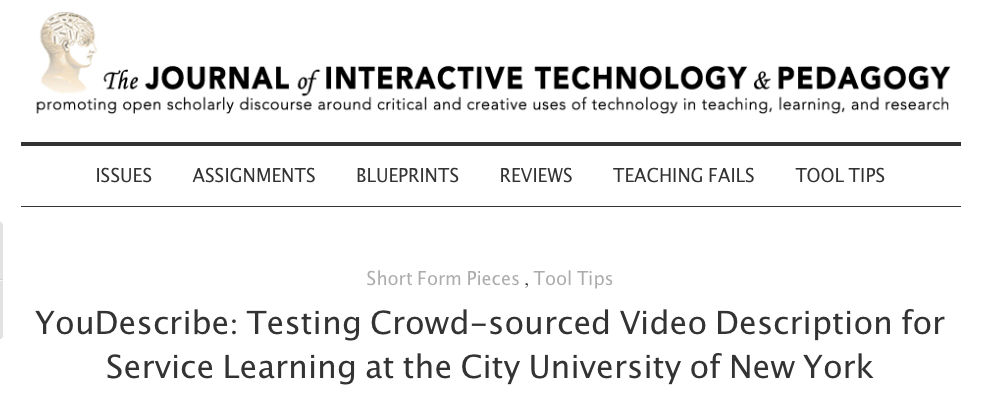 The JOURNAL of INTERACTIVE TECHNOLOGY & PEDAGOGY
promoting open scholarly discourse around critical and creative uses of technology in teaching, learning, and research
ISSUES ASSIGNMENTS BLUEPRINTS REVIEWS TEACHING FAILS TOOL TIPS
Short Form Pieces , Tool Tips
YouDescribe: Testing Crowd-sourced Video Description for
Service Learning at the City University of New York